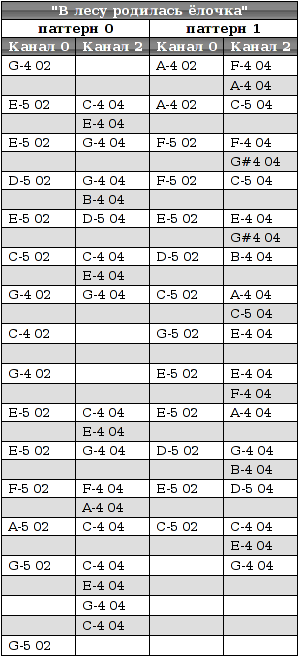 "В лесу родилась ёлочка"
паттерн 0 паттерн 1
Канал 0 Канал 2 Канал 0 Канал 2
G-4 02 A-4 02 F-4 04
A-4 04
E-5 02 C-4 04 A-4 02 C-5 04
E-4 04
E-5 02 G-4 04 F-5 02 F-4 04
G#4 04
D-5 02 G-4 04 F-5 02 C-5 04
B-4 04
E-5 02 D-5 04 E-5 02 E-4 04
G#4 04
C-5 02 C-4 04 D-5 02 B-4 04
E-4 04
G-4 02 G-4 04 C-5 02 A-4 04
C-5 04
C-4 02 G-5 02 E-4 04
G-4 02 E-5 02 E-4 04
F-4 04
E-5 02 C-4 04 E-5 02 A-4 04
E-4 04
E-5 02 G-4 04 D-5 02 G-4 04
B-4 04
F-5 02 F-4 04 E-5 02 D-5 04
A-4 04
A-5 02 C-4 04 C-5 02 C-4 04
E-4 04
G-5 02 C-4 04 G-4 04
E-4 04
G-4 04
C-4 04
G-5 02